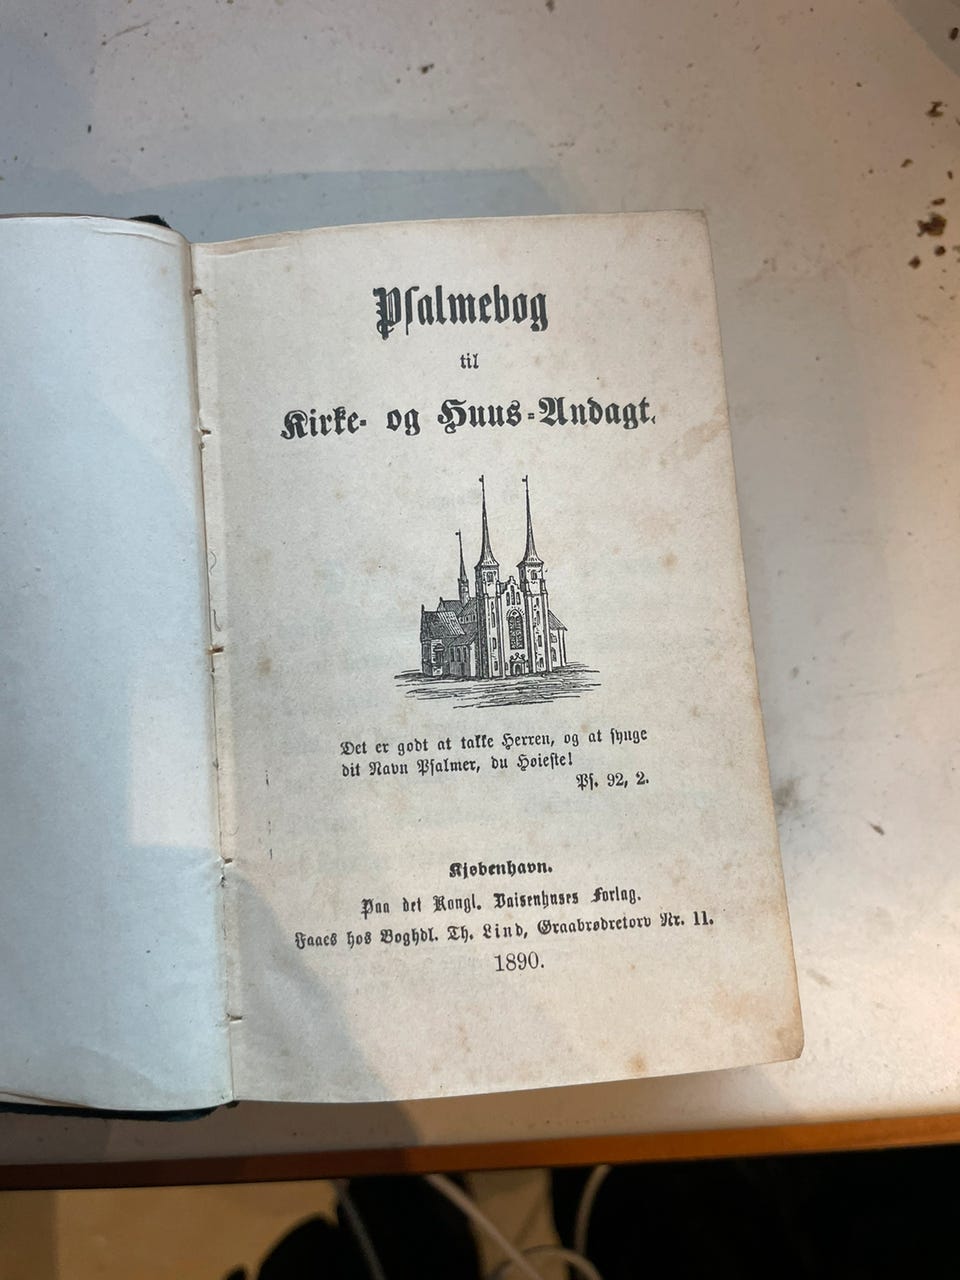 Psalmebog
til
Kirke- og Huus-Andagt.
Det er godt at takke Herren, og at synge
dit Navn Psalmer, du Høieste!
Ps. 92, 2.
Kjøbenhavn.
Paa det Kongl. Vaisenhuses Forlag.
Faaes hos Boghdl. Th. Lind, Graabrødretorv Nr. 11.
1890.